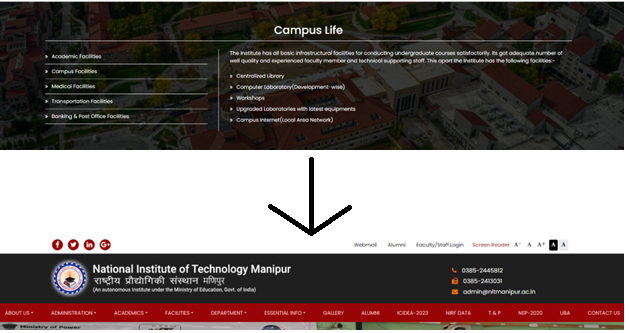 Campus Life
» Academic Facilities
» Campus Facilities
» Medical Facilities
» Transportation Facilities
» Banking & Post Office Facilities
The Institute has all basic infrastructural facilities for conducting undergraduate courses satisfactorily. Its got adequate number of
well quality and experienced faculty member and technical supporting staff. This apart the Institute has the following facilities:-
» Centralized Library
» Computer Laboratory(Development-wise)
» Workshops
» Upgraded Laboratories with latest equipments
» Campus Internet(Local Area Network)
Webmail Alumni Faculty/Staff Login Screen Reader A⁻ A A⁺ A A
National Institute of Technology Manipur
राष्ट्रीय प्रौद्योगिकी संस्थान मणिपुर
(An autonomous Institute under the Ministry of Education, Govt. of India)
0385-2445812
0385-2413031
admin@nitmanipur.ac.in
ABOUT US ADMINISTRATION ACADEMICS FACILITIES DEPARTMENT ESSENTIAL INFO GALLERY ALUMNI ICIDEA-2023 NIRF DATA T & P NEP-2020 UBA CONTACT US
Ministry of Power